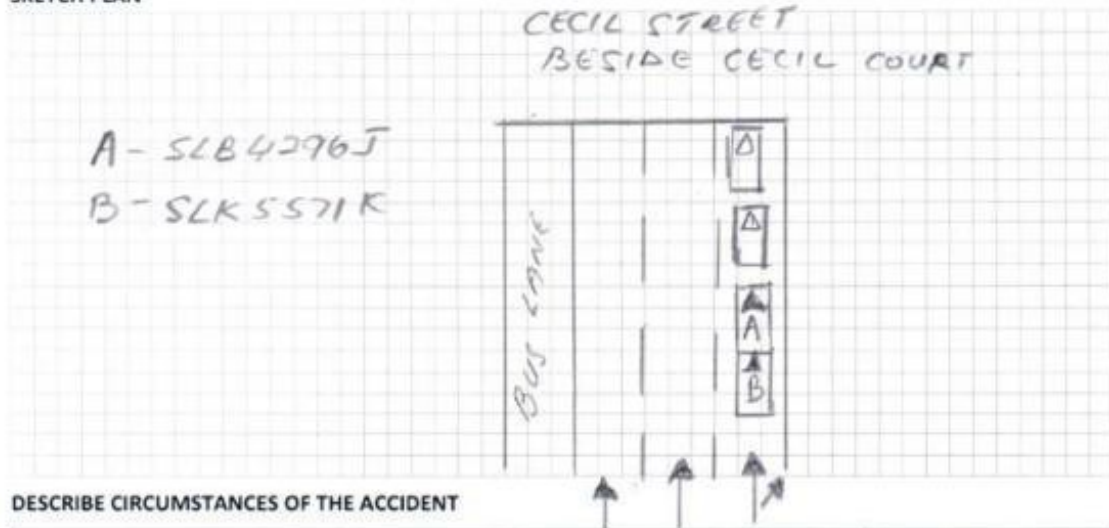 SKETCH PLAN
CECIL STREET
BESIDE CECIL COURT
A - SLB4296J
B - SLK5571K
BUS LANE
A
B
DESCRIBE CIRCUMSTANCES OF THE ACCIDENT